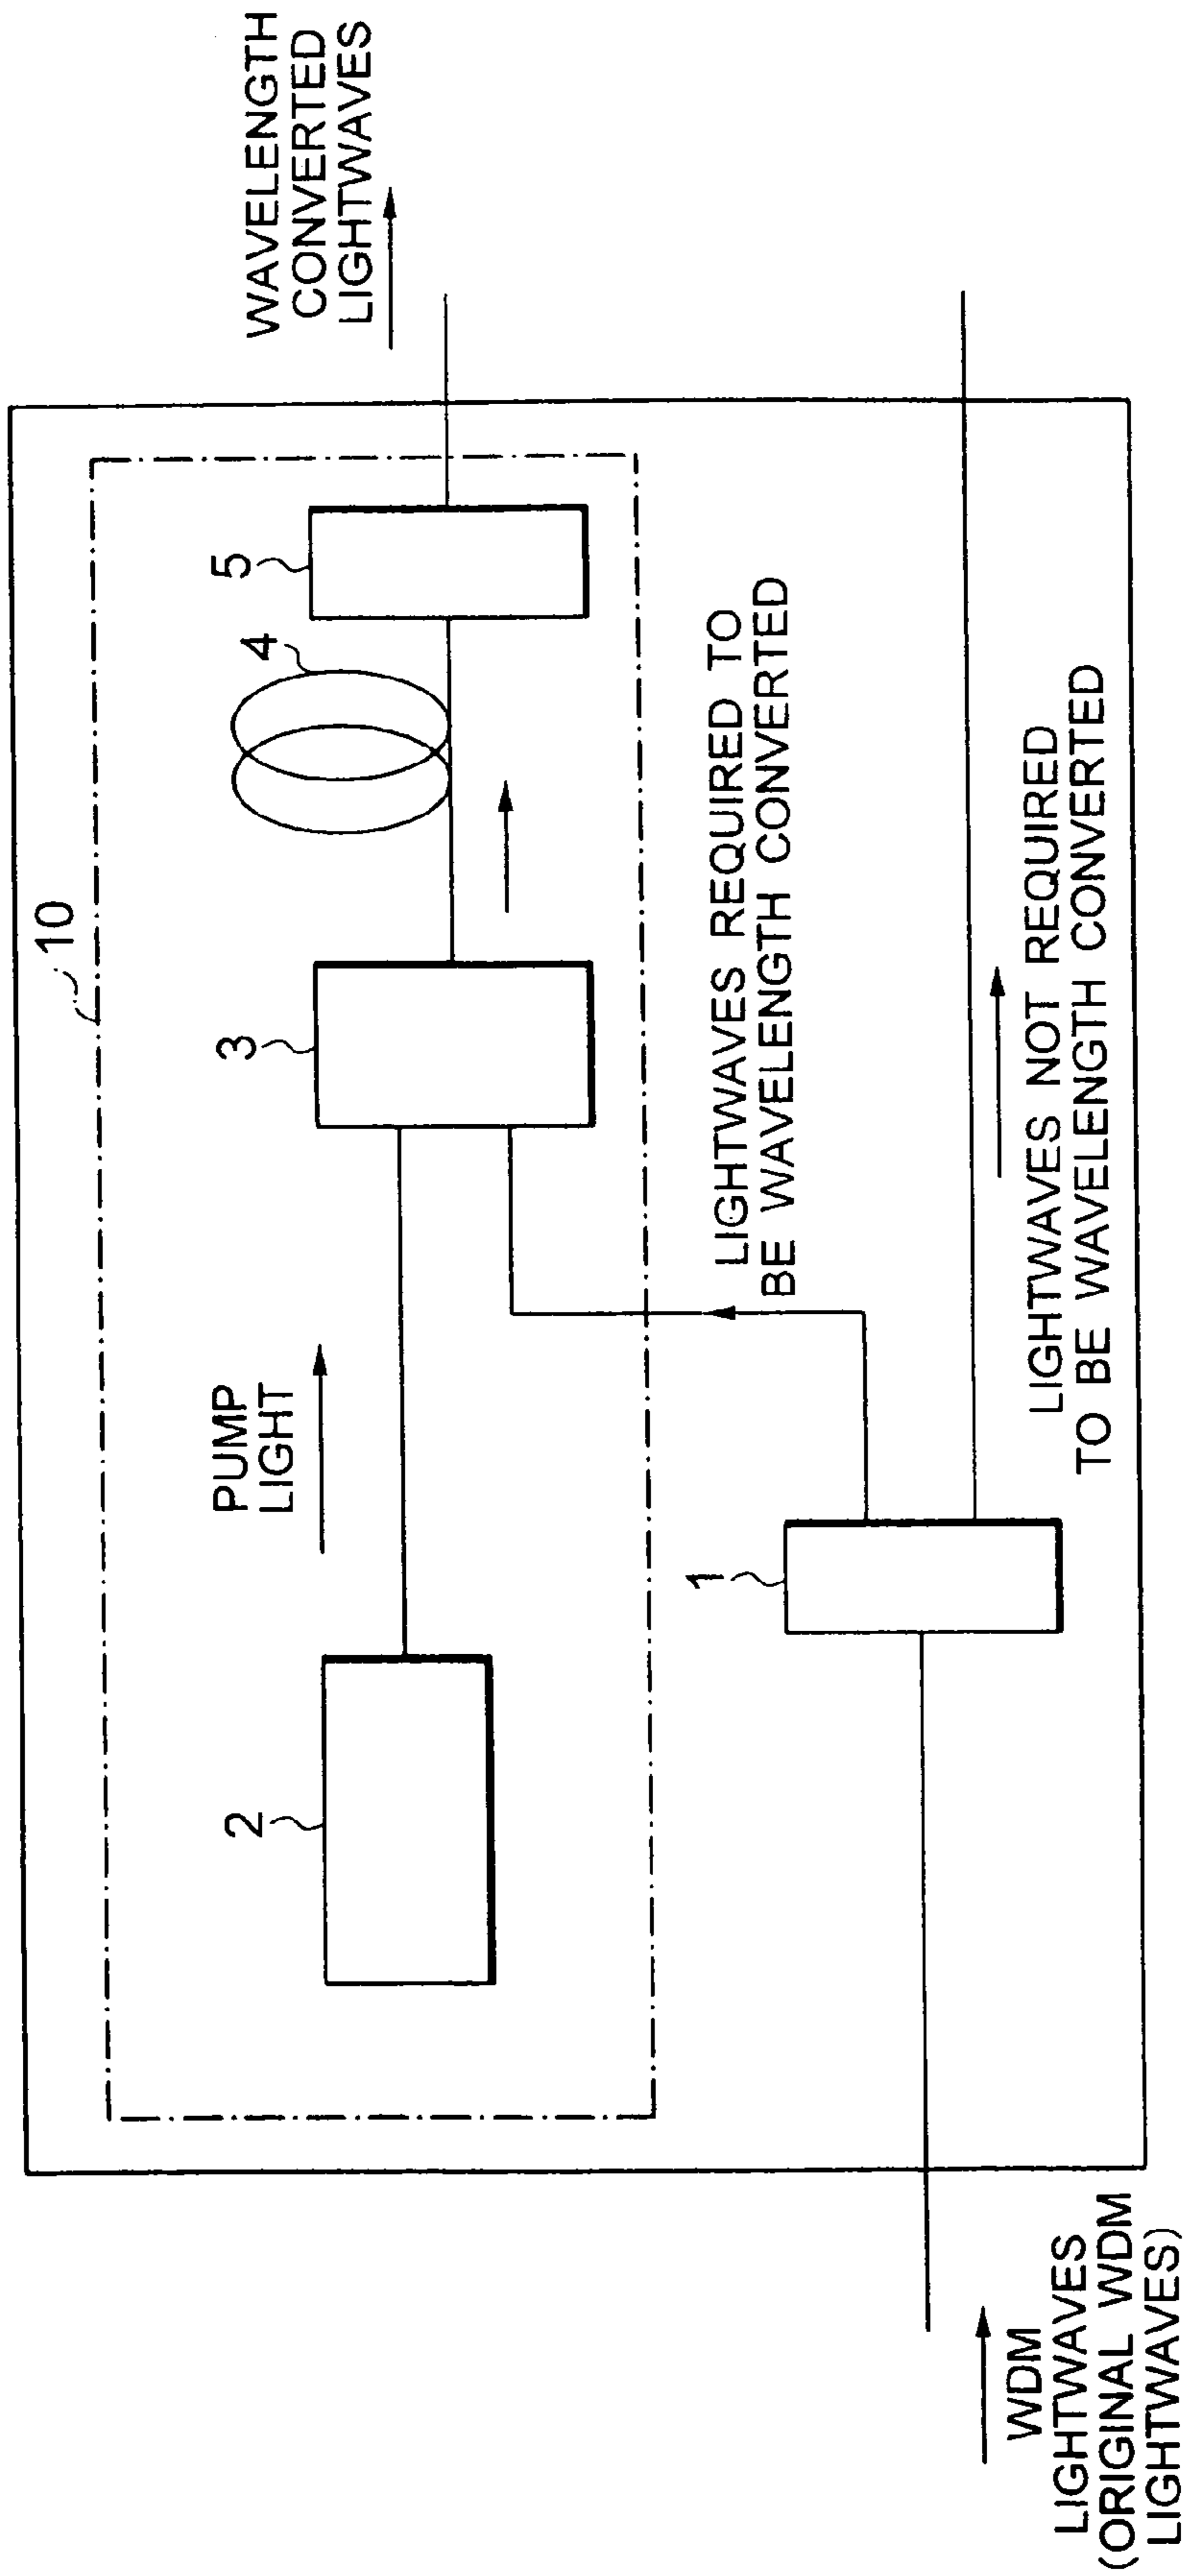 WAVELENGTH
CONVERTED
LIGHTWAVES
10
5
4
3
PUMP
LIGHT
2
LIGHTWAVES REQUIRED TO
BE WAVELENGTH CONVERTED
1
LIGHTWAVES NOT REQUIRED
TO BE WAVELENGTH CONVERTED
WDM
LIGHTWAVES
(ORIGINAL WDM
LIGHTWAVES)